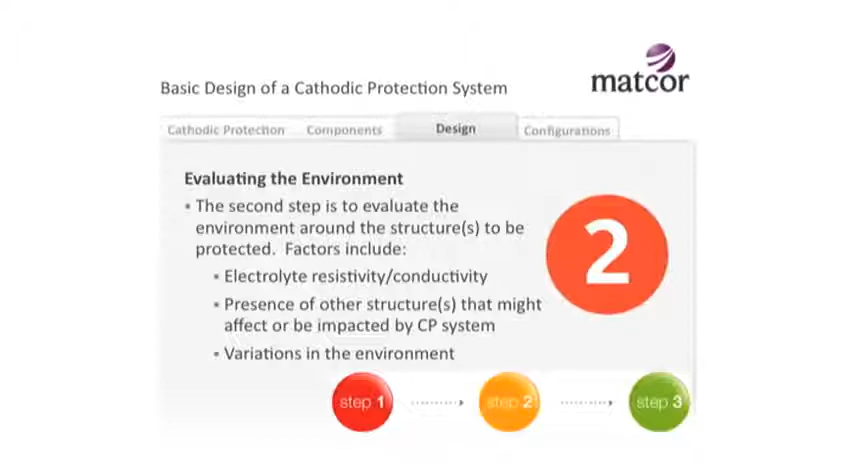 matcor
Basic Design of a Cathodic Protection System
Cathodic Protection Components Design Configurations
Evaluating the Environment
▪ The second step is to evaluate the
environment around the structure(s) to be
protected. Factors include:
▪ Electrolyte resistivity/conductivity
▪ Presence of other structure(s) that might
affect or be impacted by CP system
▪ Variations in the environment
2
step 1 step 2 step 3